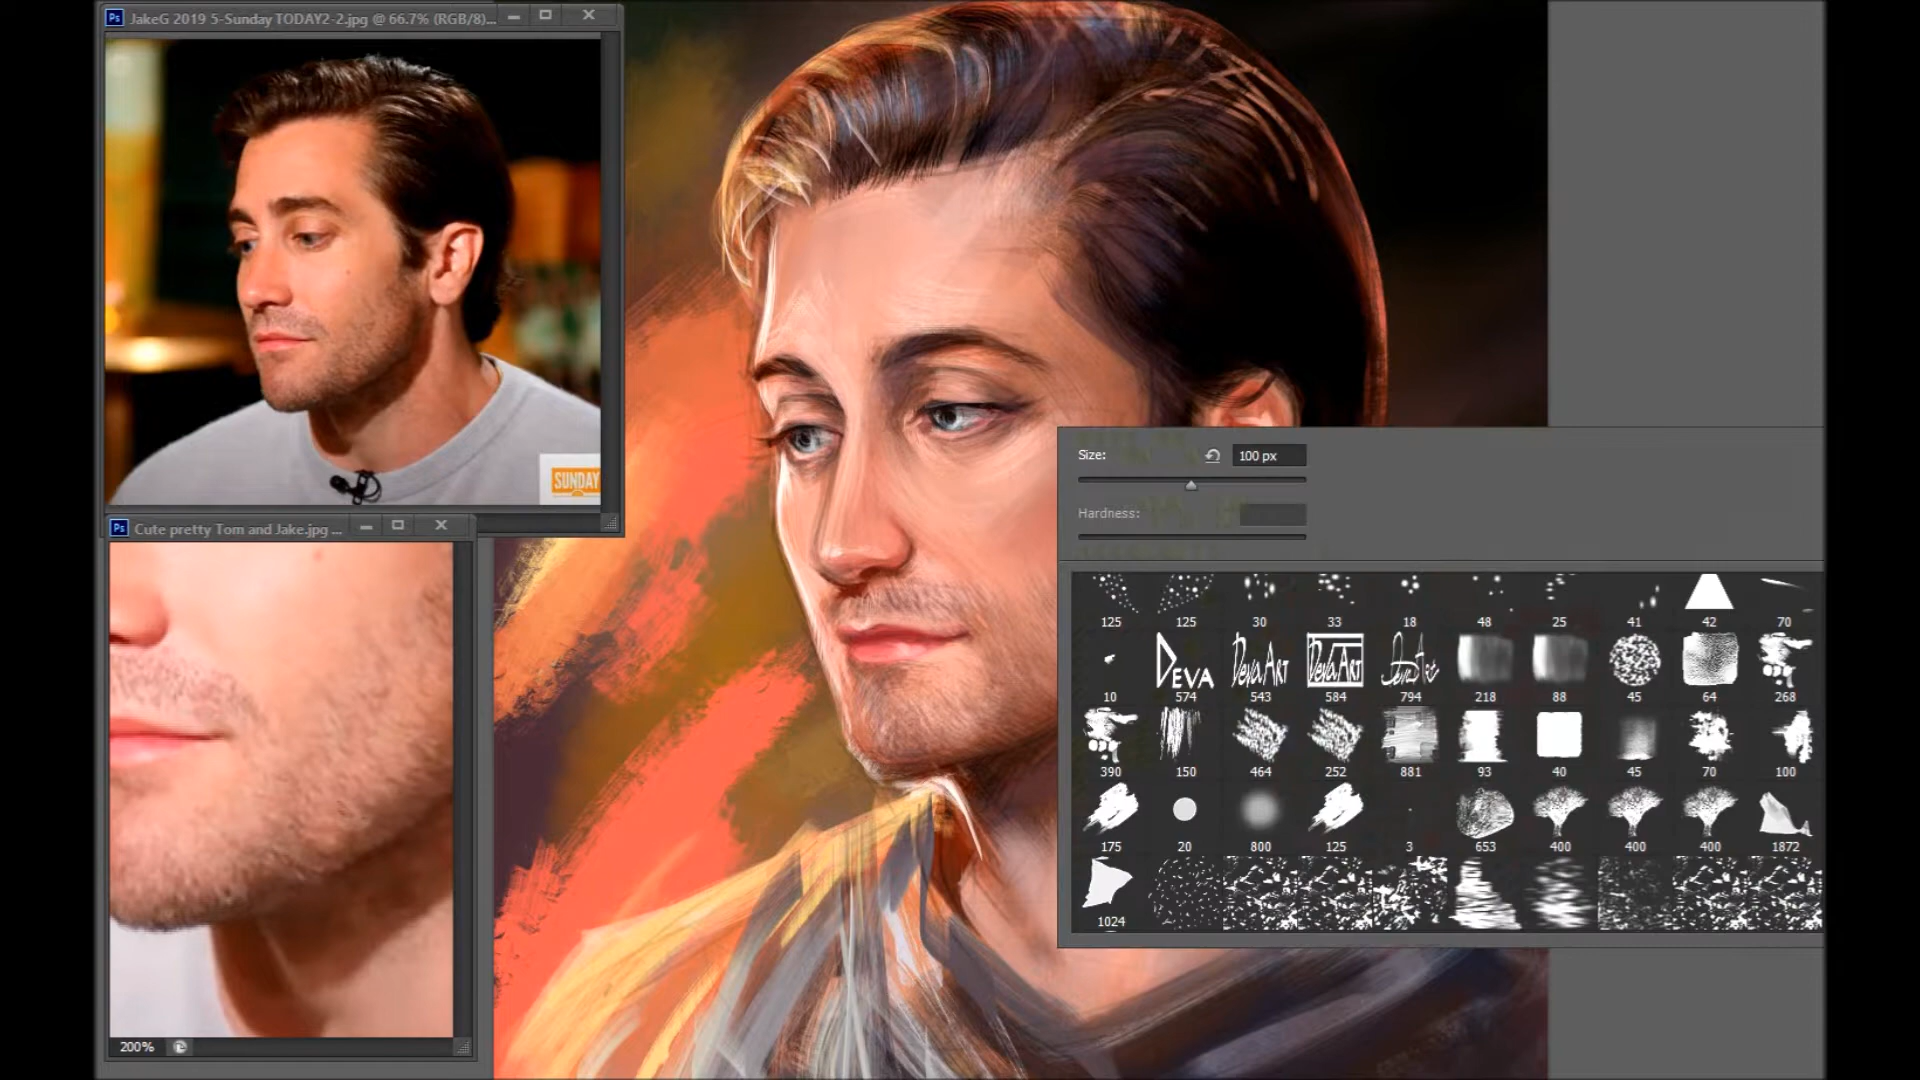 JakeG 2019 5-Sunday TODAY2-2.jpg @ 66.7% (RGB/8)...
SUNDAY
Cute pretty Tom and Jake.jpg ...
200%
Size: 100 px
Hardness:
125 125 30 33 18 48 25 41 42 70
DEVA DevaArt DevaArt DevaArt
10 574 543 584 794 218 88 45 64 268
390 150 464 252 881 93 40 45 70 100
175 20 800 125 3 653 400 400 400 1872
1024